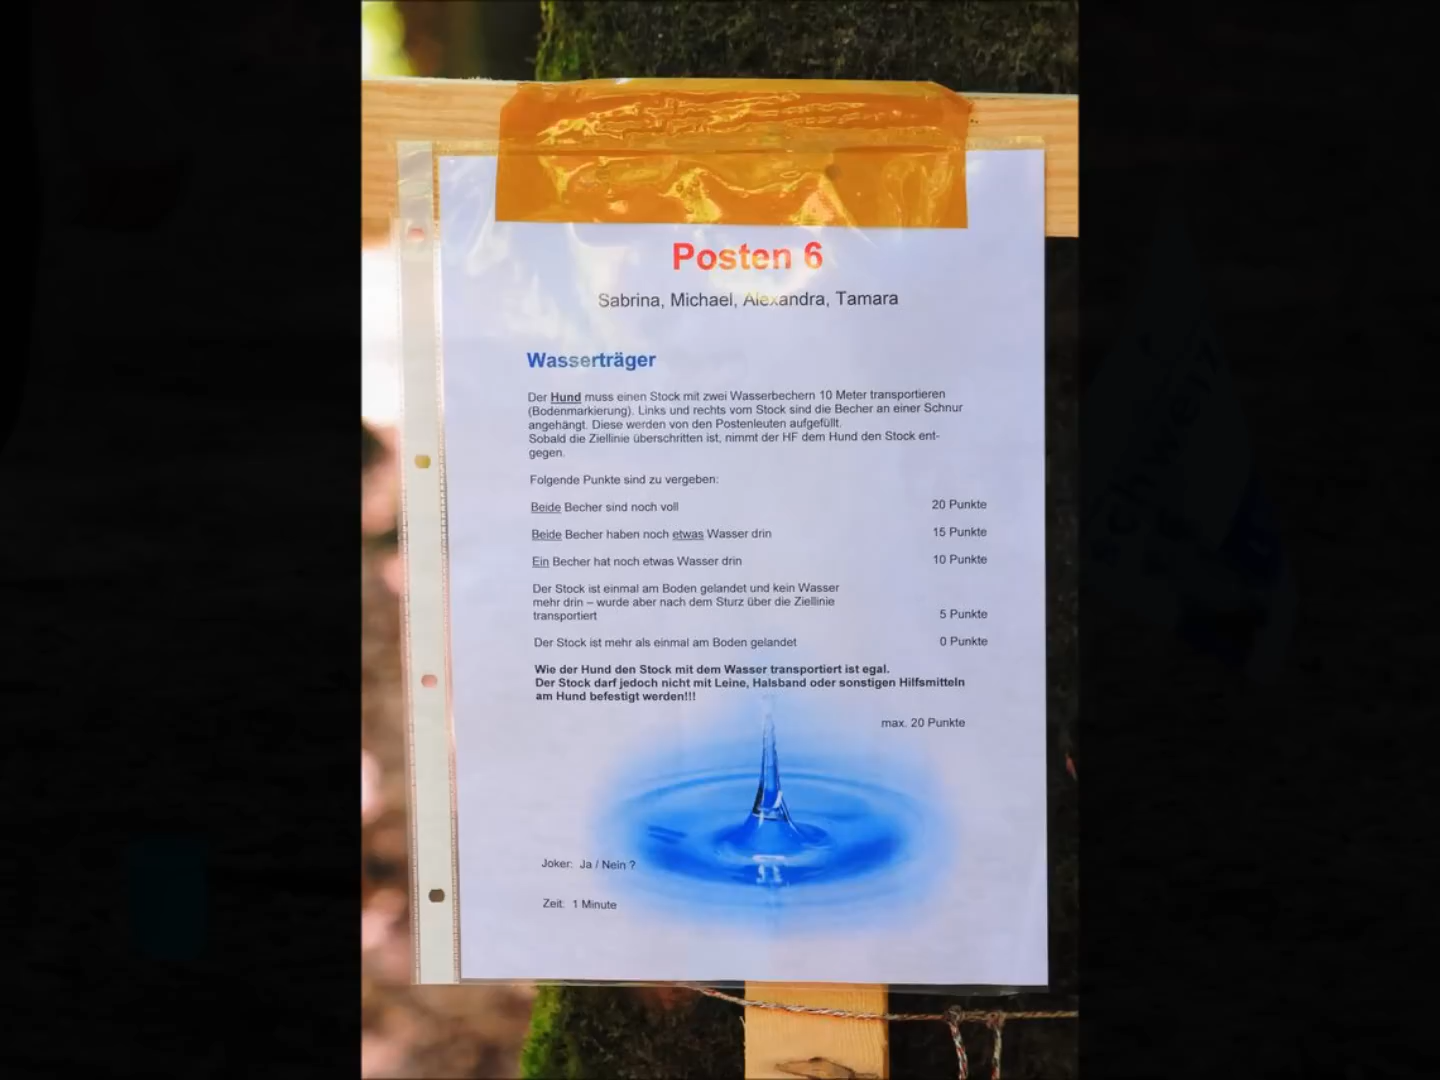 Posten 6
Sabrina, Michael, Alexandra, Tamara
Wasserträger
Der Hund muss einen Stock mit zwei Wasserbechern 10 Meter transportieren
(Bodenmarkierung). Links und rechts vom Stock sind die Becher an einer Schnur
angehängt. Diese werden von den Postenleuten aufgefüllt.
Sobald die Ziellinie überschritten ist, nimmt der HF dem Hund den Stock ent-
gegen.
Folgende Punkte sind zu vergeben:
Beide Becher sind noch voll 20 Punkte
Beide Becher haben noch etwas Wasser drin 15 Punkte
Ein Becher hat noch etwas Wasser drin 10 Punkte
Der Stock ist einmal am Boden gelandet und kein Wasser
mehr drin – wurde aber nach dem Sturz über die Ziellinie
transportiert 5 Punkte
Der Stock ist mehr als einmal am Boden gelandet 0 Punkte
Wie der Hund den Stock mit dem Wasser transportiert ist egal.
Der Stock darf jedoch nicht mit Leine, Halsband oder sonstigen Hilfsmitteln
am Hund befestigt werden!!!
max. 20 Punkte
Joker: Ja / Nein ?
Zeit: 1 Minute